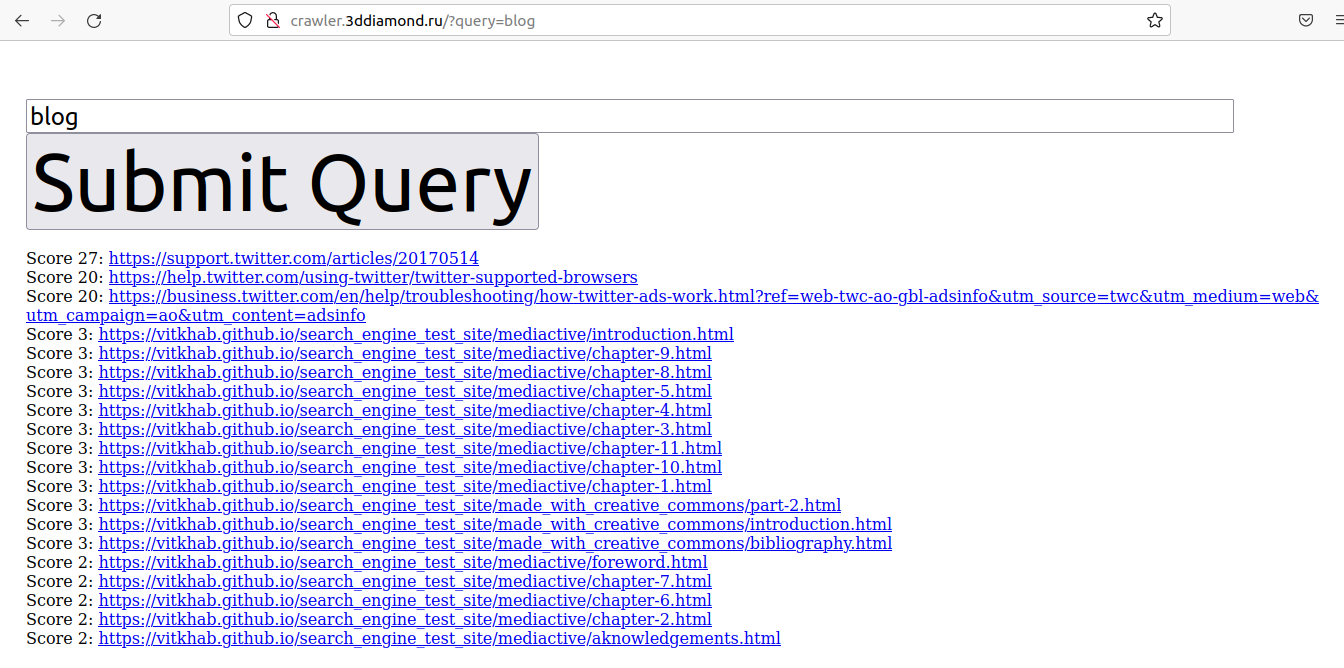 crawler.3ddiamond.ru/?query=blog
blog
Submit Query
Score 27: https://support.twitter.com/articles/20170514
Score 20: https://help.twitter.com/using-twitter/twitter-supported-browsers
Score 20: https://business.twitter.com/en/help/troubleshooting/how-twitter-ads-work.html?ref=web-twc-ao-gbl-adsinfo&utm_source=twc&utm_medium=web&
utm_campaign=ao&utm_content=adsinfo
Score 3: https://vitkhab.github.io/search_engine_test_site/mediactive/introduction.html
Score 3: https://vitkhab.github.io/search_engine_test_site/mediactive/chapter-9.html
Score 3: https://vitkhab.github.io/search_engine_test_site/mediactive/chapter-8.html
Score 3: https://vitkhab.github.io/search_engine_test_site/mediactive/chapter-5.html
Score 3: https://vitkhab.github.io/search_engine_test_site/mediactive/chapter-4.html
Score 3: https://vitkhab.github.io/search_engine_test_site/mediactive/chapter-3.html
Score 3: https://vitkhab.github.io/search_engine_test_site/mediactive/chapter-11.html
Score 3: https://vitkhab.github.io/search_engine_test_site/mediactive/chapter-10.html
Score 3: https://vitkhab.github.io/search_engine_test_site/mediactive/chapter-1.html
Score 3: https://vitkhab.github.io/search_engine_test_site/made_with_creative_commons/part-2.html
Score 3: https://vitkhab.github.io/search_engine_test_site/made_with_creative_commons/introduction.html
Score 3: https://vitkhab.github.io/search_engine_test_site/made_with_creative_commons/bibliography.html
Score 2: https://vitkhab.github.io/search_engine_test_site/mediactive/foreword.html
Score 2: https://vitkhab.github.io/search_engine_test_site/mediactive/chapter-7.html
Score 2: https://vitkhab.github.io/search_engine_test_site/mediactive/chapter-6.html
Score 2: https://vitkhab.github.io/search_engine_test_site/mediactive/chapter-2.html
Score 2: https://vitkhab.github.io/search_engine_test_site/mediactive/aknowledgements.html